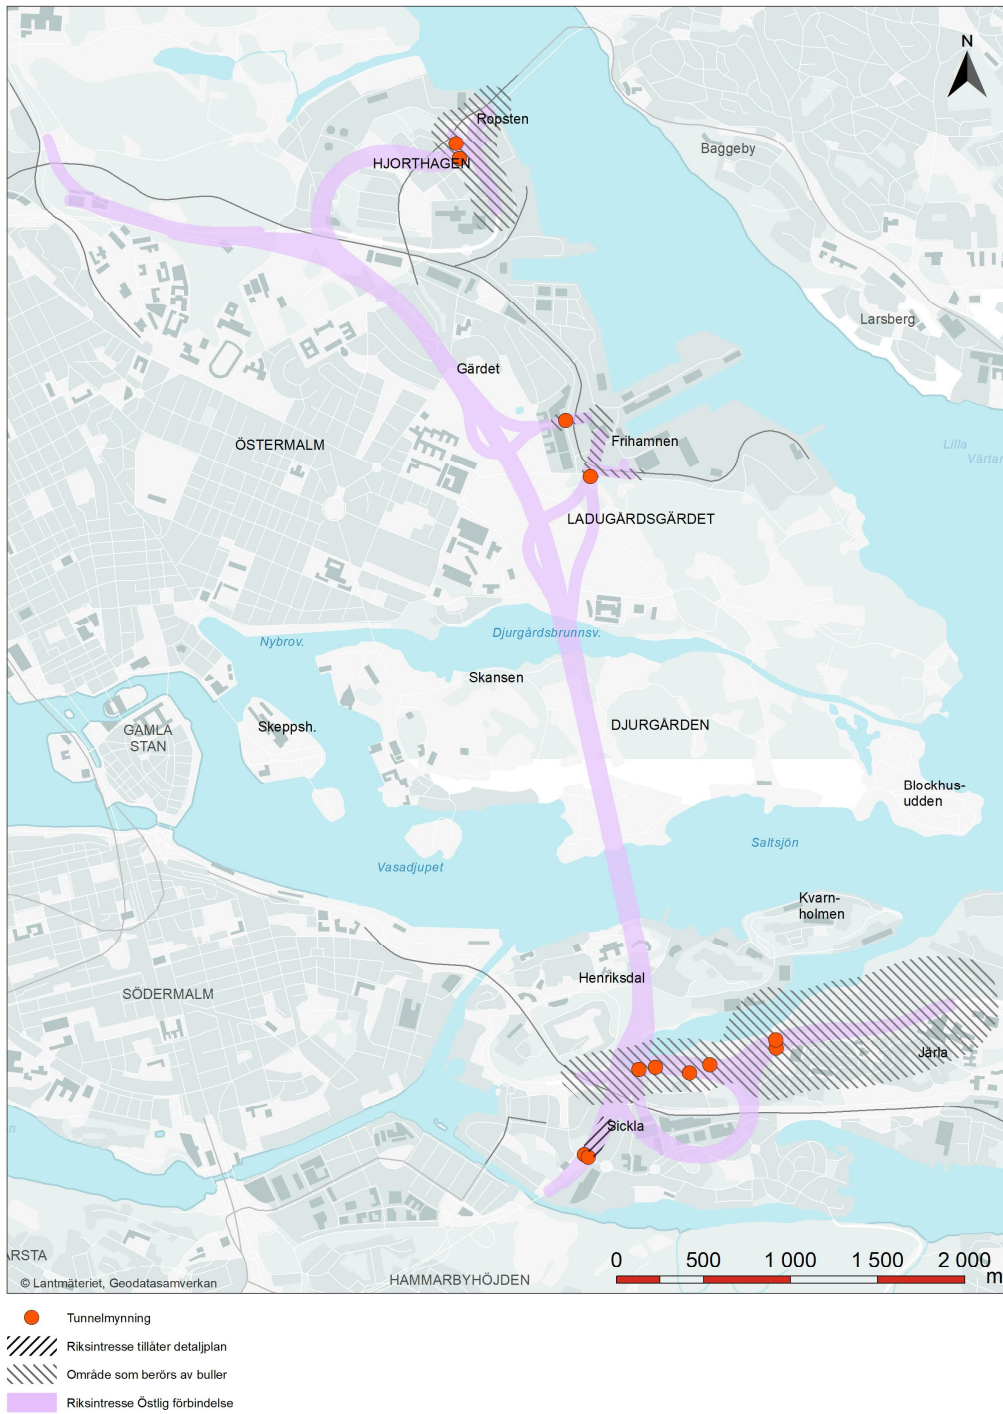 N
Ropsten
Baggeby
HJORTHAGEN
Larsberg
Gärdet
ÖSTERMALM
Frihamnen
Lilla
Värtan
LADUGÅRDSGÄRDET
Nybrov.
Djurgårdsbrunnsv.
Skansen
GAMLA
STAN
Skeppsh.
DJURGÅRDEN
Blockhus-
udden
Vasadjupet
Saltsjön
Kvarn-
holmen
Henriksdal
SÖDERMALM
Järla
Sickla
ARSTA
© Lantmäteriet, Geodatasamverkan
HAMMARBYHÖJDEN
0 500 1 000 1 500 2 000
m
Tunnelmynning
Riksintresse tillåter detaljplan
Område som berörs av buller
Riksintresse Östlig förbindelse